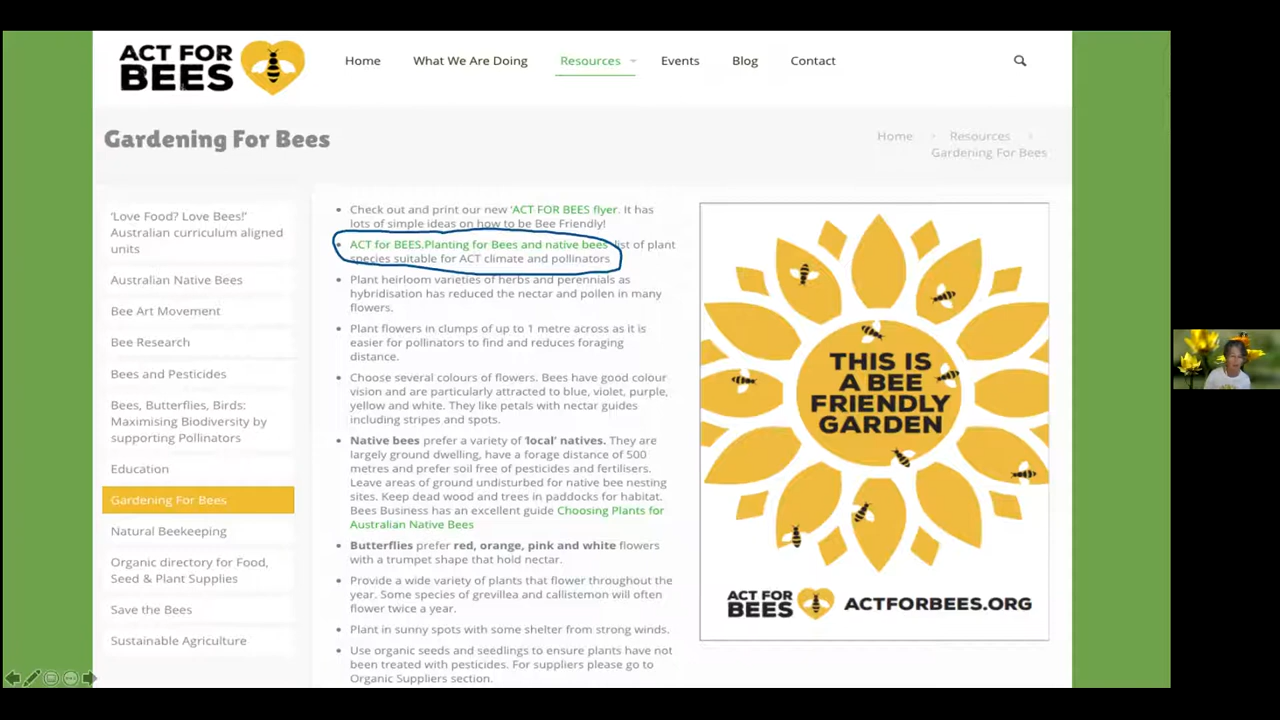 ACT FOR
BEES
Home
What We Are Doing
Resources
Events
Blog
Contact
Gardening For Bees
Home
Resources
Gardening For Bees
‘Love Food? Love Bees!’
Australian curriculum aligned
units
Australian Native Bees
Bee Art Movement
Bee Research
Bees and Pesticides
Bees, Butterflies, Birds:
Maximising Biodiversity by
supporting Pollinators
Education
Gardening For Bees
Natural Beekeeping
Organic directory for Food,
Seed & Plant Supplies
Save the Bees
Sustainable Agriculture
Check out and print our new ‘ACT FOR BEES flyer. It has
lots of simple ideas on how to be Bee Friendly!
ACT for BEES.Planting for Bees and native bees list of plant
species suitable for ACT climate and pollinators
Plant heirloom varieties of herbs and perennials as
hybridisation has reduced the nectar and pollen in many
flowers.
Plant flowers in clumps of up to 1 metre across as it is
easier for pollinators to find and reduces foraging
distance.
Choose several colours of flowers. Bees have good colour
vision and are particularly attracted to blue, violet, purple,
yellow and white. They like petals with nectar guides
including stripes and spots.
Native bees prefer a variety of ‘local’ natives. They are
largely ground dwelling, have a forage distance of 500
metres and prefer soil free of pesticides and fertilisers.
Leave areas of ground undisturbed for native bee nesting
sites. Keep dead wood and trees in paddocks for habitat.
Bees Business has an excellent guide Choosing Plants for
Australian Native Bees
Butterflies prefer red, orange, pink and white flowers
with a trumpet shape that hold nectar.
Provide a wide variety of plants that flower throughout the
year. Some species of grevillea and callistemon will often
flower twice a year.
Plant in sunny spots with some shelter from strong winds.
Use organic seeds and seedlings to ensure plants have not
been treated with pesticides. For suppliers please go to
Organic Suppliers section.
THIS IS
A BEE
FRIENDLY
GARDEN
ACT FOR
BEES
ACTFORBEES.ORG